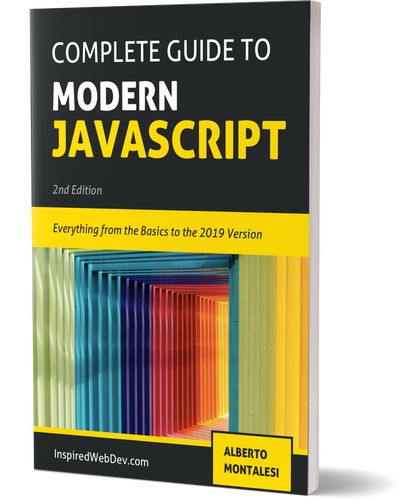 COMPLETE GUIDE TO
MODERN
JAVASCRIPT
2nd Edition
Everything from the Basics to the 2019 Version
InspiredWebDev.com
ALBERTO
MONTALESI